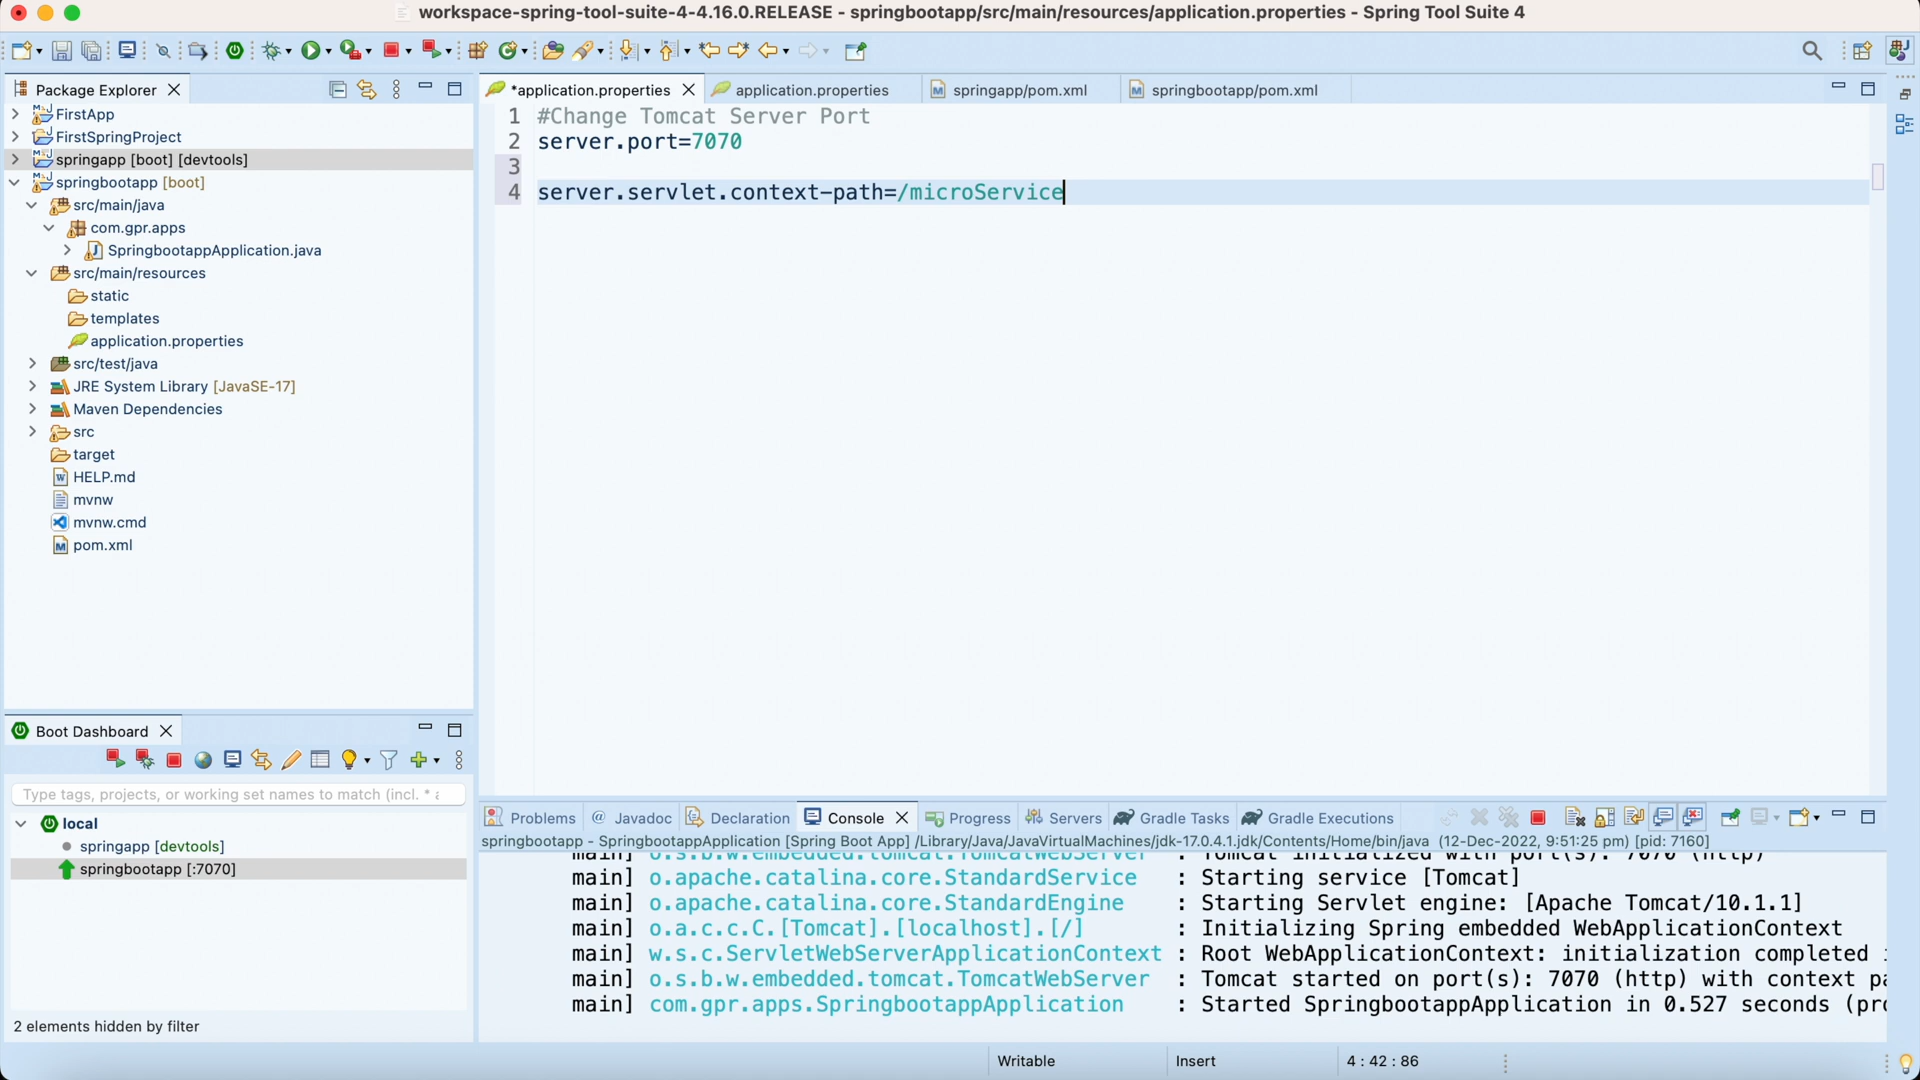 workspace-spring-tool-suite-4-4.16.0.RELEASE - springbootapp/src/main/resources/application.properties - Spring Tool Suite 4
Package Explorer
FirstApp
FirstSpringProject
springapp [boot] [devtools]
springbootapp [boot]
src/main/java
com.gpr.apps
SpringbootappApplication.java
src/main/resources
static
templates
application.properties
src/test/java
JRE System Library [JavaSE-17]
Maven Dependencies
src
target
HELP.md
mvnw
mvnw.cmd
pom.xml
*application.properties application.properties springapp/pom.xml springbootapp/pom.xml
1 #Change Tomcat Server Port
2 server.port=7070
3
4 server.servlet.context-path=/microService
Boot Dashboard
Type tags, projects, or working set names to match (incl. *
local
springapp [devtools]
springbootapp [:7070]
2 elements hidden by filter
Problems Javadoc Declaration Console Progress Servers Gradle Tasks Gradle Executions
springbootapp - SpringbootappApplication [Spring Boot App] /Library/Java/JavaVirtualMachines/jdk-17.0.4.1.jdk/Contents/Home/bin/java (12-Dec-2022, 9:51:25 pm) [pid: 7160]
main] o.s.b.w.embedded.tomcat.TomcatWebServer : Tomcat initialized with port(s): 7070 (http)
main] o.apache.catalina.core.StandardService : Starting service [Tomcat]
main] o.apache.catalina.core.StandardEngine : Starting Servlet engine: [Apache Tomcat/10.1.1]
main] o.a.c.c.C.[Tomcat].[localhost].[/] : Initializing Spring embedded WebApplicationContext
main] w.s.c.ServletWebServerApplicationContext : Root WebApplicationContext: initialization completed
main] o.s.b.w.embedded.tomcat.TomcatWebServer : Tomcat started on port(s): 7070 (http) with context pa
main] com.gpr.apps.SpringbootappApplication : Started SpringbootappApplication in 0.527 seconds (pro
Writable Insert 4 : 42 : 86